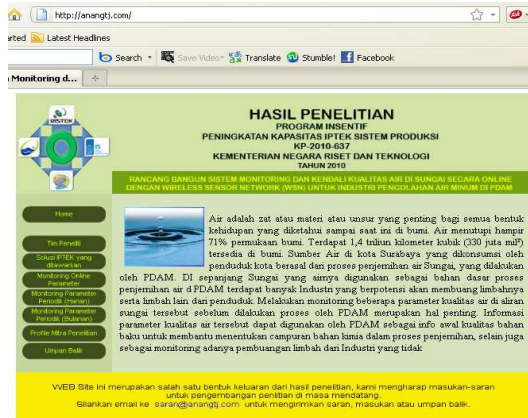 http://anangtj.com/
arted Latest Headlines
Search Save Video Translate Stumble! Facebook
Monitoring d...
RISTEK
HASIL PENELITIAN
PROGRAM INSENTIF
PENINGKATAN KAPASITAS IPTEK SISTEM PRODUKSI
KP-2010-637
KEMENTERIAN NEGARA RISET DAN TEKNOLOGI
TAHUN 2010
RANCANG BANGUN SISTEM MONITORING DAN KENDALI KUALITAS AIR DI SUNGAI SECARA ONLINE
DENGAN WIRELESS SENSOR NETWORK (WSN) UNTUK INDUSTRI PENGOLAHAN AIR MINUM DI PDAM
Home
Tim Peneliti
Solusi IPTEK yang
ditawarkan
Monitoring Online
Parameter
Monitoring Parameter
Periodik (Harian)
Monitoring Parameter
Periodik (Bulanan)
Profile Mitra Penelitian
Umpan Balik
Air adalah zat atau materi atau unsur yang penting bagi semua bentuk
kehidupan yang diketahui sampai saat ini di bumi. Air menutupi hampir
71% permukaan bumi. Terdapat 1,4 triliun kilometer kubik (330 juta mil³)
tersedia di bumi. Sumber Air di kota Surabaya yang dikonsumsi oleh
penduduk kota berasal dari proses penjernihan air Sungai, yang dilakukan
oleh PDAM. DI sepanjang Sungai yang airnya digunakan sebagai bahan dasar proses
penjernihan air d PDAM terdapat banyak Industri yang berpotensi akan membuang limbahnya
serta limbah lain dari penduduk. Melakukan monitoring beberapa parameter kualitas air di aliran
sungai tersebut sebelum dilakukan proses oleh PDAM merupakan hal penting. Informasi
parameter kualitas air tersebut dapat digunakan oleh PDAM sebagai info awal kualitas bahan
baku untuk membantu menentukan campuran bahan kimia dalam proses penjernihan, selain juga
sebagai monitoring adanya pembuangan limbah dari Industri yang tidak
WEB Site ini merupakan salah satu bentuk keluaran dari hasil penelitian, kami mengharap masukan-saran
untuk pengembangan penlitian di masa mendatang.
Silahkan email ke saran@anangtj.com untuk mengirimkan saran, masukan atau umpan balik.